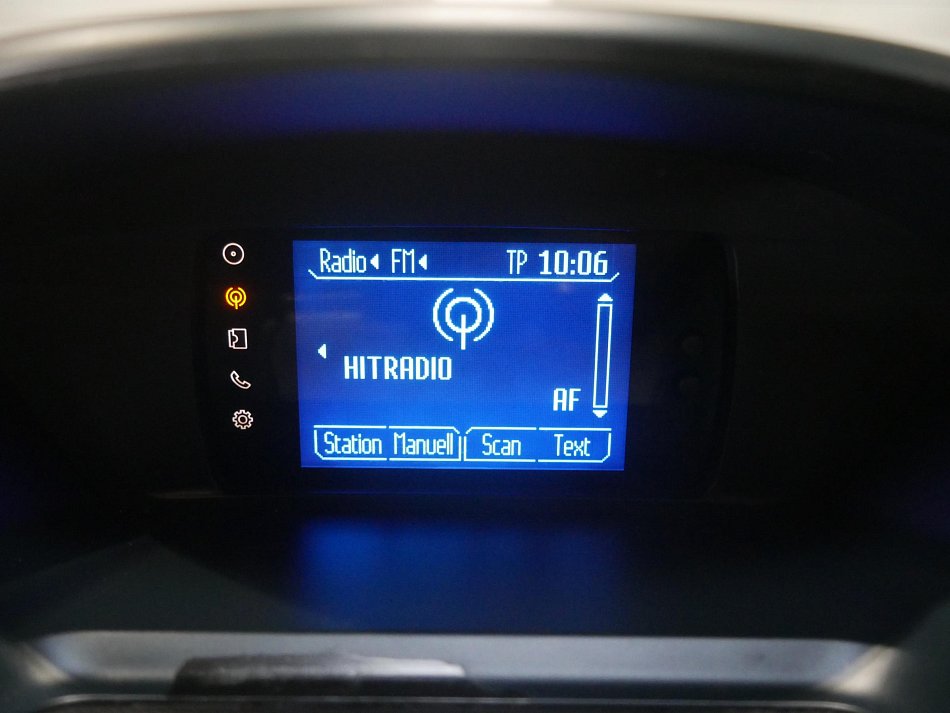 Radio FM TP 10:06
HITRADIO
AF
Station Manuell Scan Text